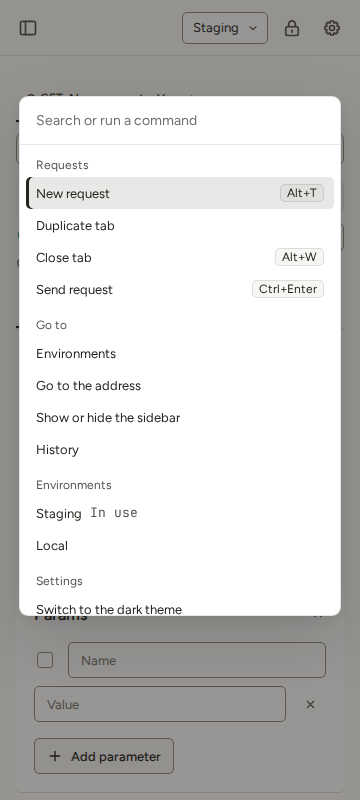 Staging
Search or run a command
Requests
New request Alt+T
Duplicate tab
Close tab Alt+W
Send request Ctrl+Enter
Go to
Environments
Go to the address
Show or hide the sidebar
History
Environments
Staging In use
Local
Settings
Switch to the dark theme
Params
Name
Value
Add parameter